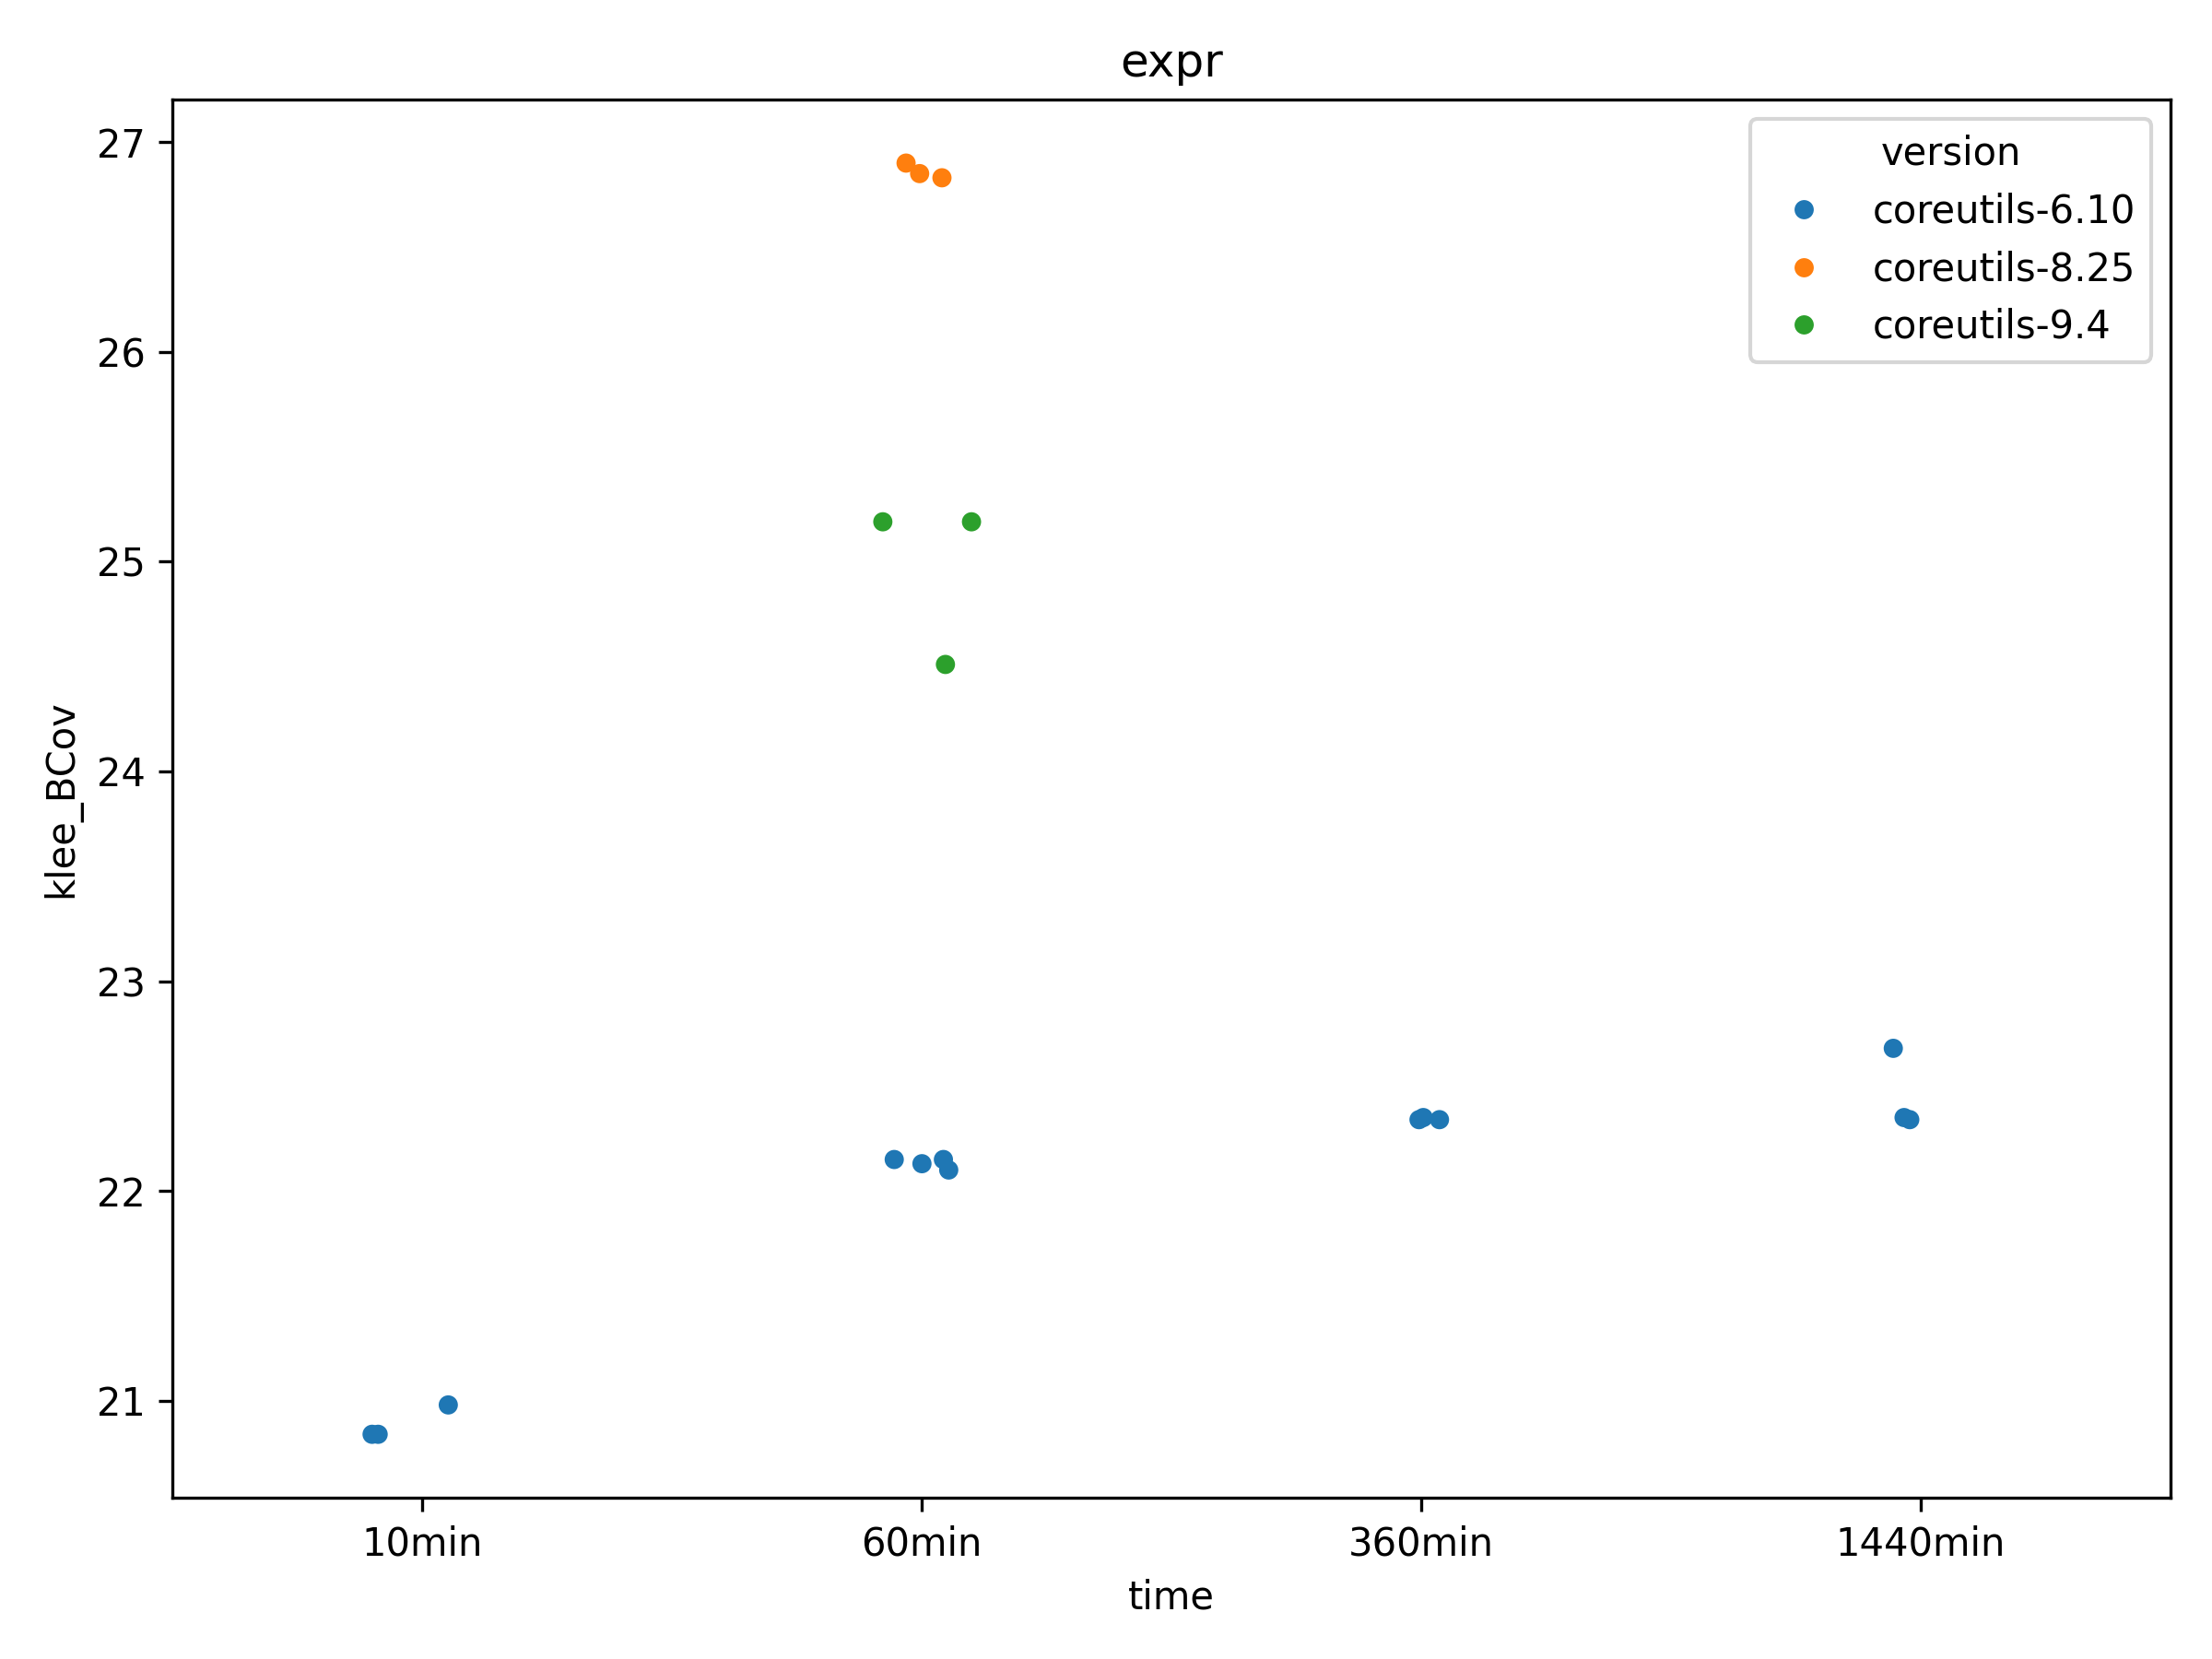 expr
version
coreutils-6.10
coreutils-8.25
coreutils-9.4
27
26
25
24
23
22
21
klee_BCov
10min
60min
360min
1440min
time